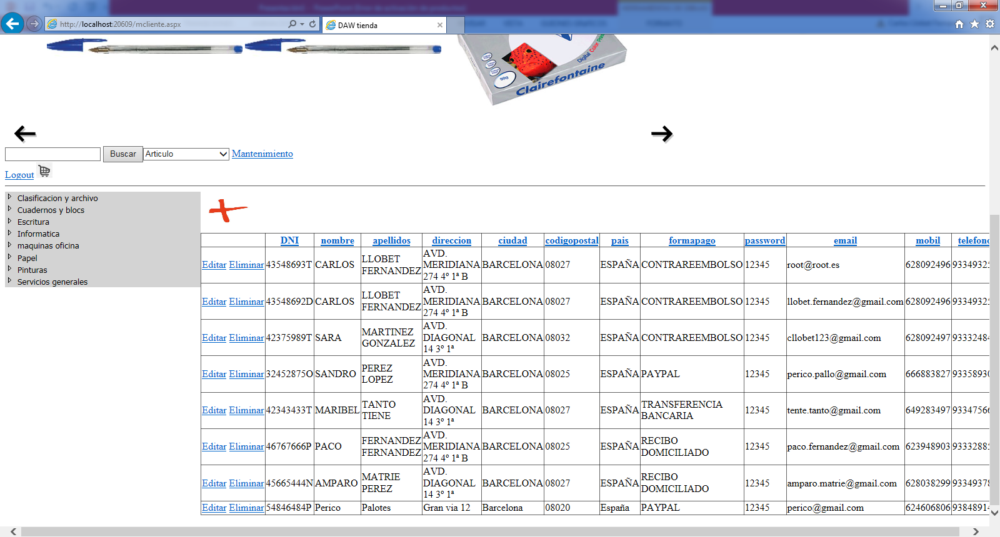 http://localhost:20609/mcliente.aspx
DAW tienda
90g
Digital Color Printing
Clairefontaine
Buscar Articulo Mantenimiento
Logout
Clasificacion y archivo
Cuadernos y blocs
Escritura
Informatica
maquinas oficina
Papel
Pinturas
Servicios generales
DNI nombre apellidos direccion ciudad codigopostal pais formapago password email mobil telefono
Editar Eliminar 43548693T CARLOS LLOBET FERNANDEZ AVD. MERIDIANA 274 4º 1ª B BARCELONA 08027 ESPAÑA CONTRAREEMBOLSO 12345 root@root.es 628092496 9334932
Editar Eliminar 43548692D CARLOS LLOBET FERNANDEZ AVD. MERIDIANA 274 4º 1ª B BARCELONA 08027 ESPAÑA CONTRAREEMBOLSO 12345 llobet.fernandez@gmail.com 628092496 9334932
Editar Eliminar 42375989T SARA MARTINEZ GONZALEZ AVD. DIAGONAL 14 3º 1ª BARCELONA 08032 ESPAÑA CONTRAREEMBOLSO 12345 cllobet123@gmail.com 628092497 9333248
Editar Eliminar 32452875O SANDRO PEREZ LOPEZ AVD. MERIDIANA 274 4º 1ª B BARCELONA 08025 ESPAÑA PAYPAL 12345 perico.pallo@gmail.com 666883827 9335893
Editar Eliminar 42343433T MARIBEL TANTO TIENE AVD. DIAGONAL 14 3º 1ª BARCELONA 08027 ESPAÑA TRANSFERENCIA BANCARIA 12345 tente.tanto@gmail.com 649283497 9334756
Editar Eliminar 46767666P PACO FERNANDEZ FERNANDEZ AVD. MERIDIANA 274 4º 1ª B BARCELONA 08025 ESPAÑA RECIBO DOMICILIADO 12345 paco.fernandez@gmail.com 623948903 9333288
Editar Eliminar 45665444N AMPARO MATRIE PEREZ AVD. DIAGONAL 14 3º 1ª BARCELONA 08027 ESPAÑA RECIBO DOMICILIADO 12345 amparo.matrie@gmail.com 628038299 9334937
Editar Eliminar 54846484P Perico Palotes Gran via 12 Barcelona 08020 España PAYPAL 12345 perico@gmail.com 624606806 9384891